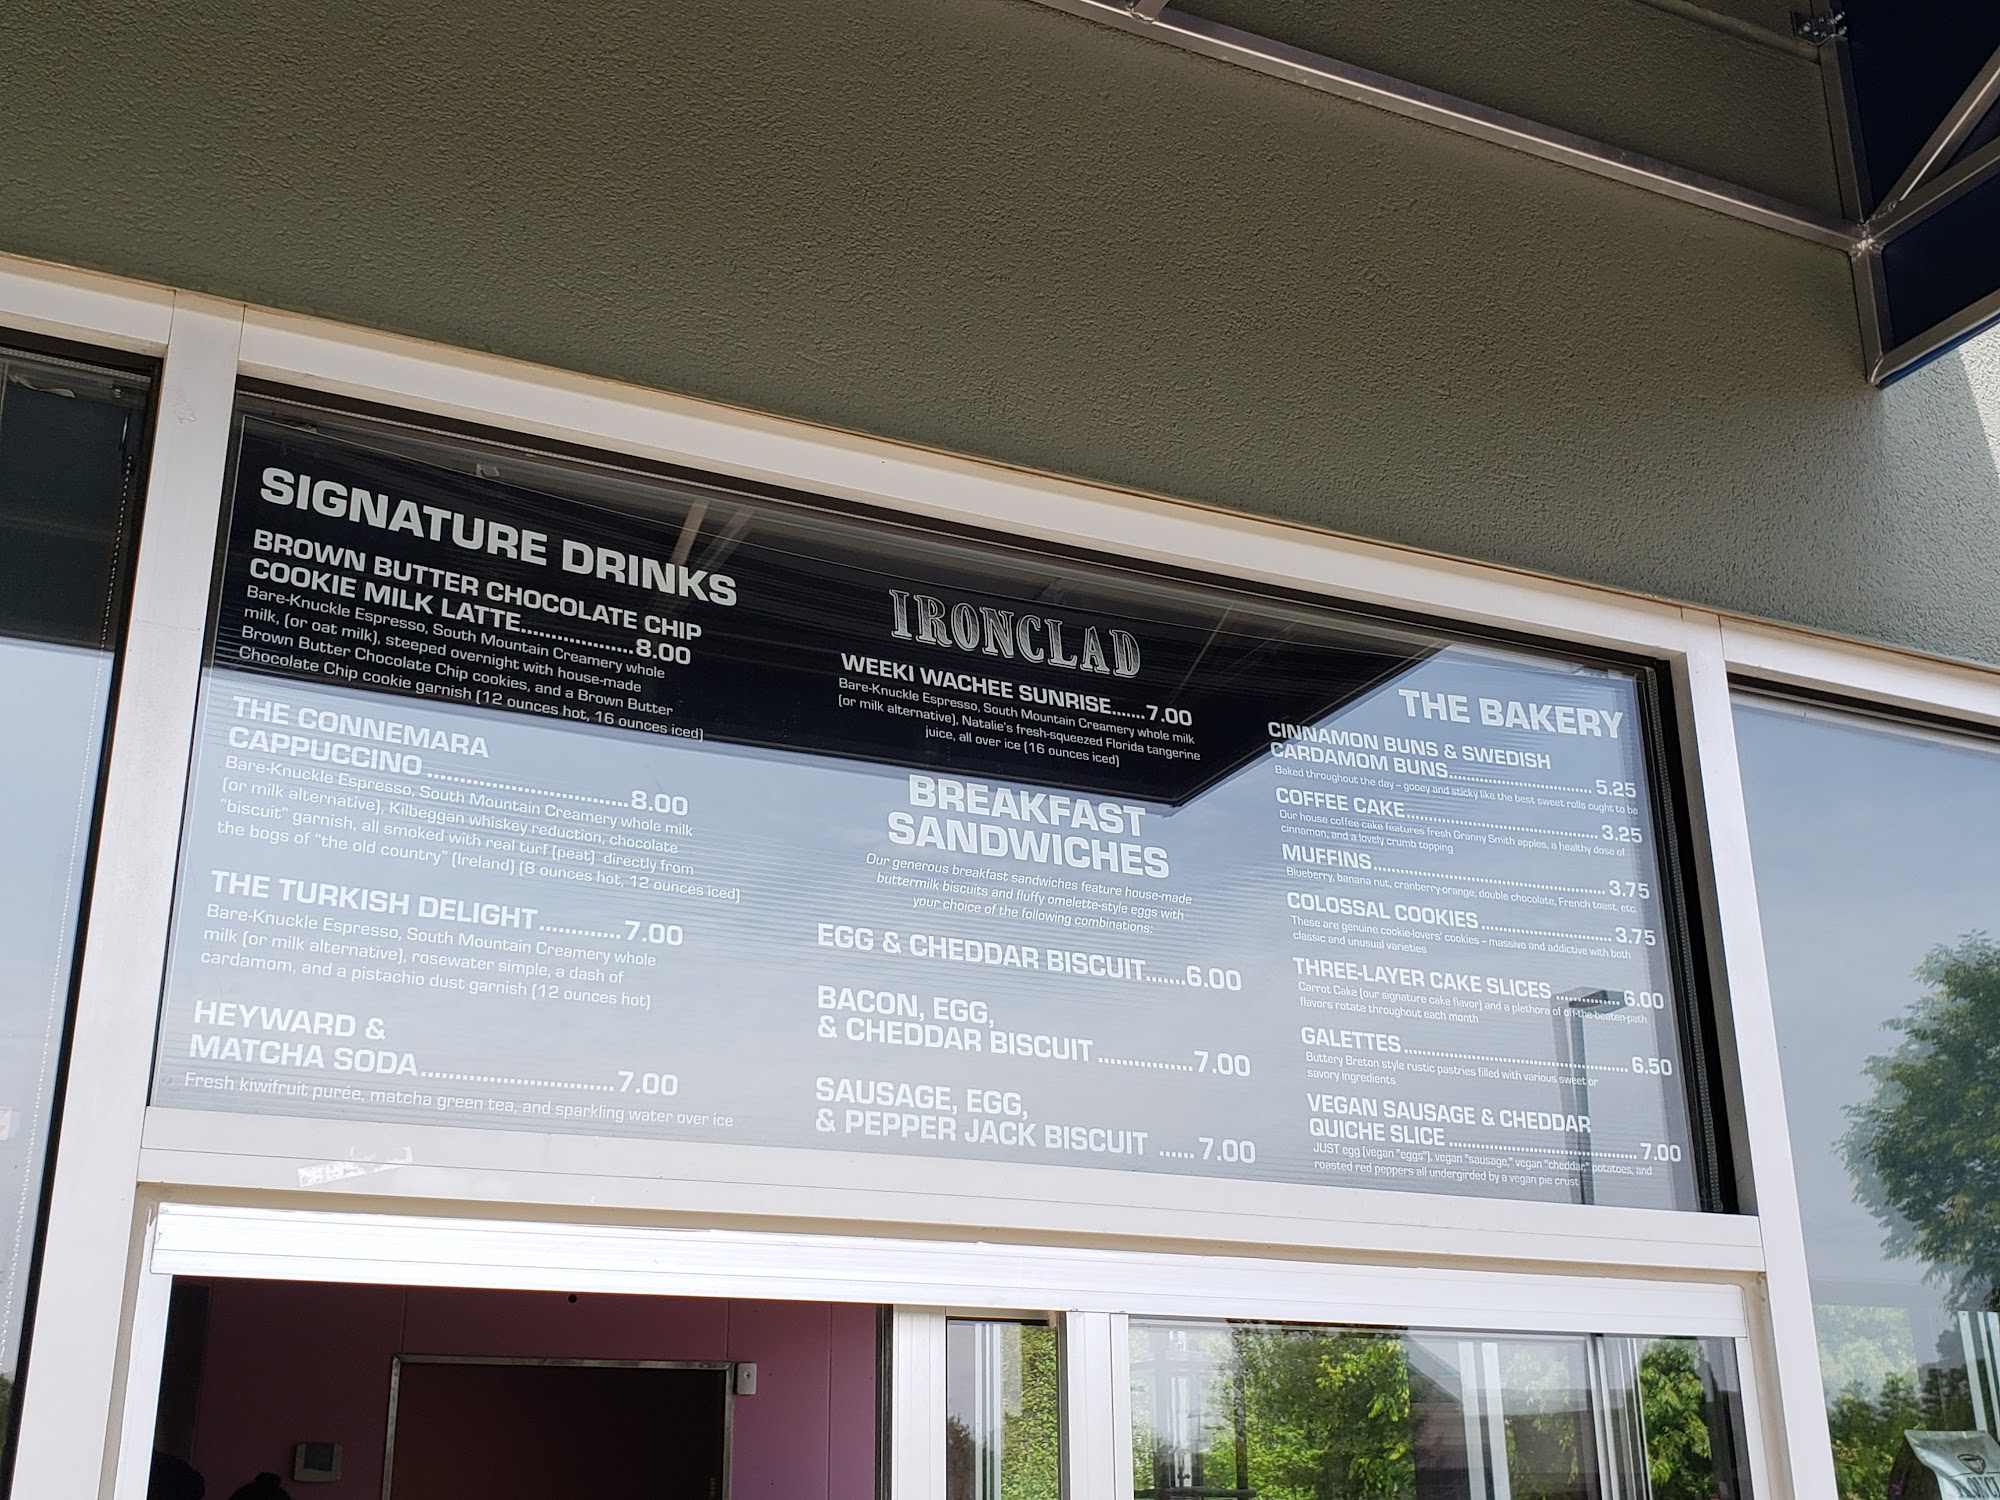 SIGNATURE DRINKS
BROWN BUTTER CHOCOLATE CHIP
COOKIE MILK LATTE..................8.00
Bare-Knuckle Espresso, South Mountain Creamery whole
milk, (or oat milk), steeped overnight with house-made
Brown Butter Chocolate Chip cookies, and a Brown Butter
Chocolate Chip cookie garnish (12 ounces hot, 16 ounces iced)
THE CONNEMARA
CAPPUCCINO ................................8.00
Bare-Knuckle Espresso, South Mountain Creamery whole milk
(or milk alternative), Kilbeggan whiskey reduction, chocolate
"biscuit" garnish, all smoked with real turf (peat) directly from
the bogs of "the old country" (Ireland) (8 ounces hot, 12 ounces iced)
THE TURKISH DELIGHT.............7.00
Bare-Knuckle Espresso, South Mountain Creamery whole
milk (or milk alternative), rosewater simple, a dash of
cardamom, and a pistachio dust garnish (12 ounces hot)
HEYWARD &
MATCHA SODA...............................7.00
Fresh kiwifruit purée, matcha green tea, and sparkling water over ice
IRONCLAD
WEEKI WACHEE SUNRISE......7.00
Bare-Knuckle Espresso, South Mountain Creamery whole milk
(or milk alternative), Natalie's fresh-squeezed Florida tangerine
juice, all over ice (16 ounces iced)
BREAKFAST
SANDWICHES
Our generous breakfast sandwiches feature house-made
buttermilk biscuits and fluffy omelette-style eggs with
your choice of the following combinations:
EGG & CHEDDAR BISCUIT......6.00
BACON, EGG,
& CHEDDAR BISCUIT ...............7.00
SAUSAGE, EGG,
& PEPPER JACK BISCUIT ......7.00
THE BAKERY
CINNAMON BUNS & SWEDISH
CARDAMOM BUNS.............................. 5.25
Baked throughout the day – gooey and sticky like the best sweet rolls ought to be
COFFEE CAKE........................................ 3.25
Our house coffee cake features fresh Granny Smith apples, a healthy dose of
cinnamon, and a lovely crumb topping
MUFFINS................................................ 3.75
Blueberry, banana nut, cranberry-orange, double chocolate, French toast, etc.
COLOSSAL COOKIES........................... 3.75
These are genuine cookie-lovers' cookies – massive and addictive with both
classic and unusual varieties
THREE-LAYER CAKE SLICES .............. 6.00
Carrot Cake (our signature cake flavor) and a plethora of off-the-beaten-path
flavors rotate throughout each month
GALETTES.............................................. 6.50
Buttery Breton style rustic pastries filled with various sweet or
savory ingredients
VEGAN SAUSAGE & CHEDDAR
QUICHE SLICE ....................................... 7.00
JUST egg (vegan "eggs"), vegan "sausage," vegan "cheddar," potatoes, and
roasted red peppers all undergirded by a vegan pie crust